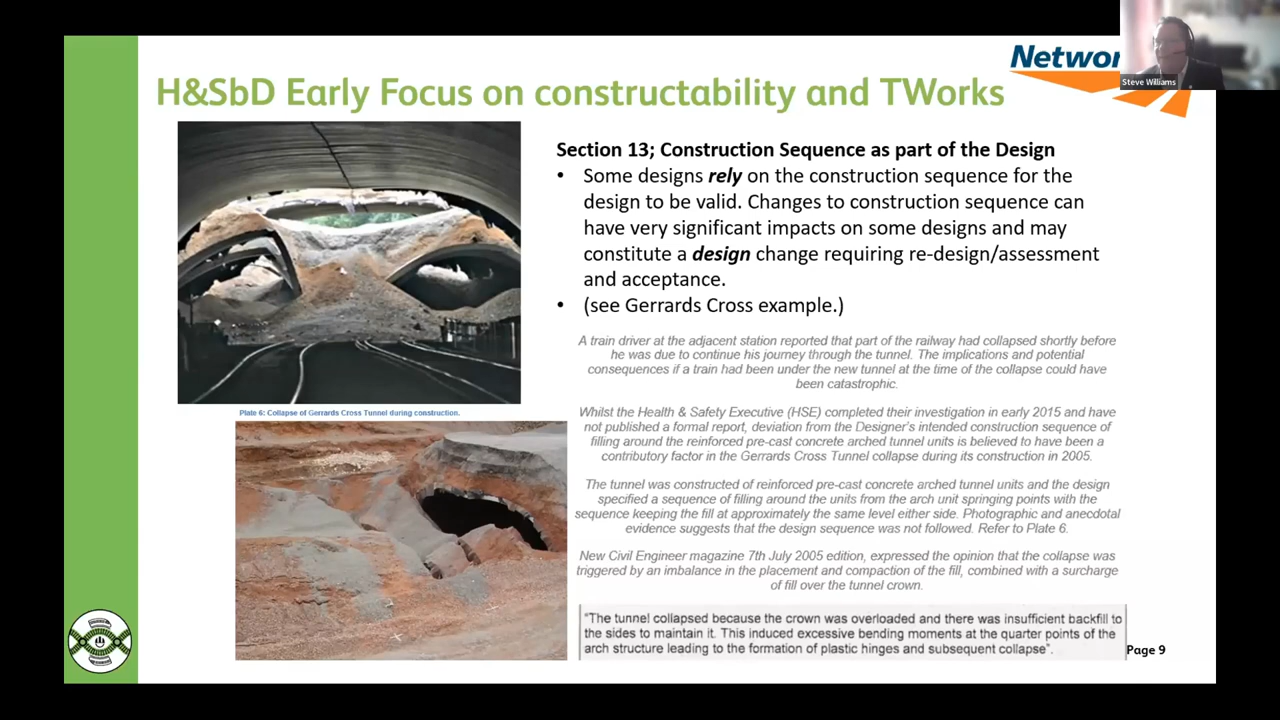 Network
Steve Williams
H&SbD Early Focus on constructability and TWorks
Section 13; Construction Sequence as part of the Design
• Some designs rely on the construction sequence for the
design to be valid. Changes to construction sequence can
have very significant impacts on some designs and may
constitute a design change requiring re-design/assessment
and acceptance.
• (see Gerrards Cross example.)
A train driver at the adjacent station reported that part of the railway had collapsed shortly before
he was due to continue his journey through the tunnel. The implications and potential
consequences if a train had been under the new tunnel at the time of the collapse could have
been catastrophic.
Plate 6: Collapse of Gerrards Cross Tunnel during construction.
Whilst the Health & Safety Executive (HSE) completed their investigation in early 2015 and have
not published a formal report, deviation from the Designer's intended construction sequence of
filling around the reinforced pre-cast concrete arched tunnel units is believed to have been a
contributory factor in the Gerrards Cross Tunnel collapse during its construction in 2005.
The tunnel was constructed of reinforced pre-cast concrete arched tunnel units and the design
specified a sequence of filling around the units from the arch unit springing points with the
sequence keeping the fill at approximately the same level either side. Photographic and anecdotal
evidence suggests that the design sequence was not followed. Refer to Plate 6.
New Civil Engineer magazine 7th July 2005 edition, expressed the opinion that the collapse was
triggered by an imbalance in the placement and compaction of the fill, combined with a surcharge
of fill over the tunnel crown.
"The tunnel collapsed because the crown was overloaded and there was insufficient backfill to
the sides to maintain it. This induced excessive bending moments at the quarter points of the
arch structure leading to the formation of plastic hinges and subsequent collapse".
Page 9